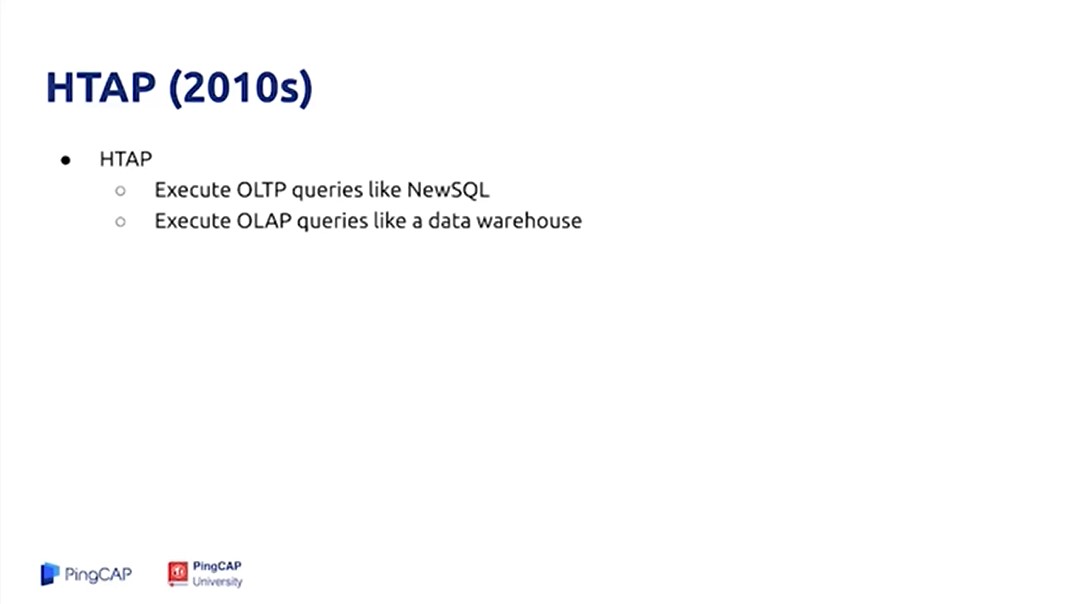 HTAP (2010s)
● HTAP
○ Execute OLTP queries like NewSQL
○ Execute OLAP queries like a data warehouse
PingCAP
PingCAP
University